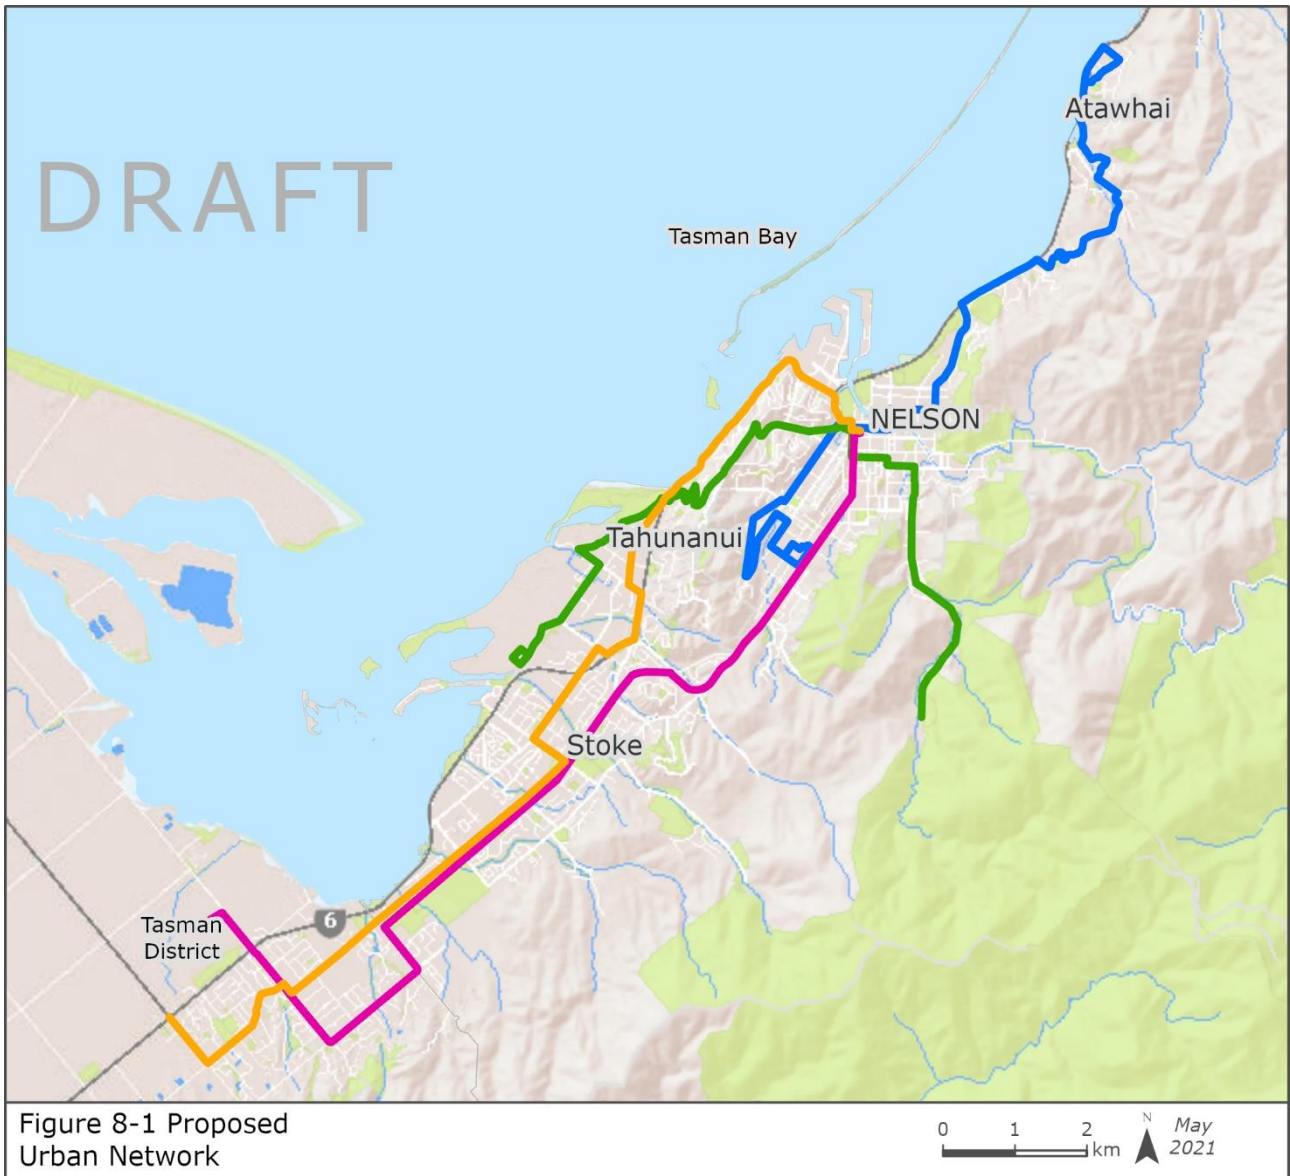 Atawhai
DRAFT
Tasman Bay
NELSON
Tahunanui
Stoke
6
Tasman
District
Figure 8-1 Proposed
Urban Network
0 1 2
km
N
May
2021